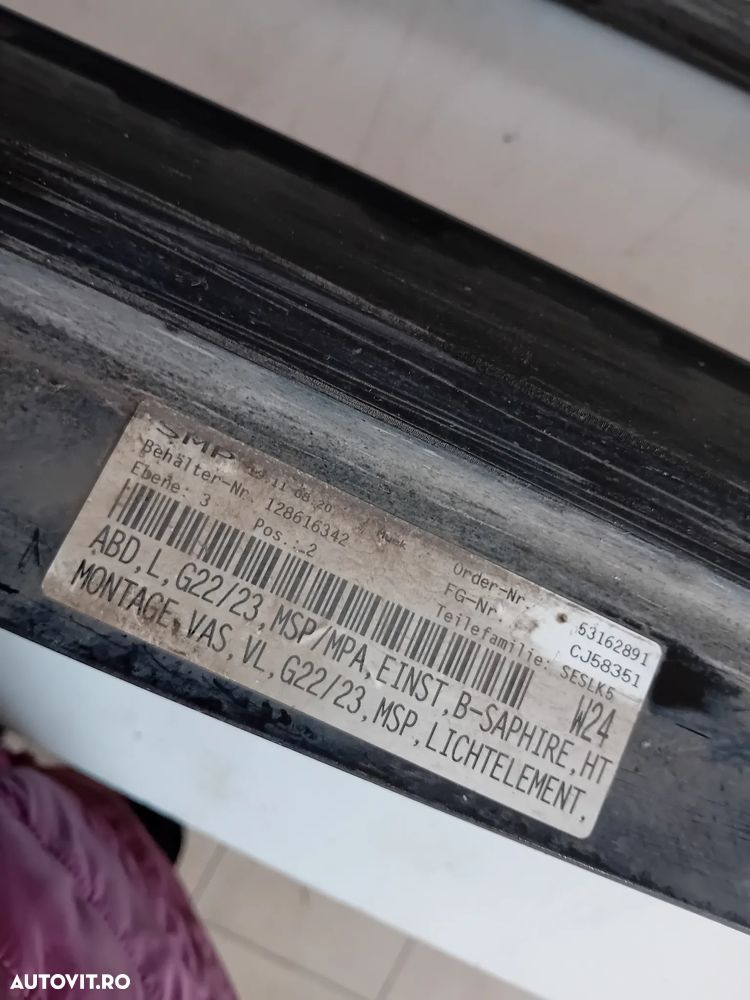 SMP
Behälter-Nr. 128616342
Order-Nr. 53162891
Ebene: 3 Pos.: 2
FG-Nr. CJ58351
Teilefamilie: SESLK5
W24
ABD,L,G22/23,MSP/MPA,EINST,B-SAPHIRE,HT
MONTAGE,VAS,VL,G22/23,MSP,LICHTELEMENT,
AUTOVIT.RO